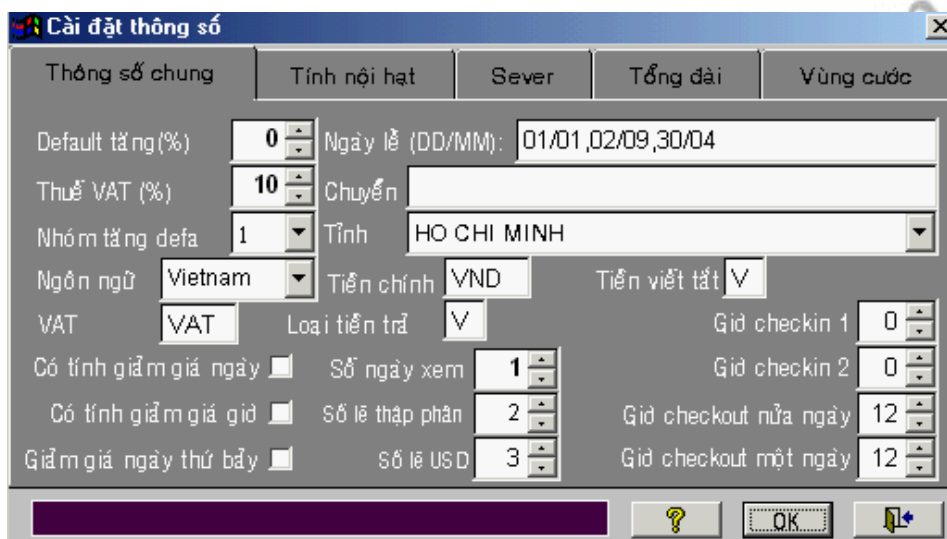 Cài đặt thông số
Thông số chung Tính nội hạt Sever Tổng đài Vùng cước
Default tăng(%) 0 Ngày lễ (DD/MM): 01/01,02/09,30/04
Thuế VAT (%) 10 Chuyển
Nhóm tăng defa 1 Tỉnh HO CHI MINH
Ngôn ngữ Vietnam Tiền chính VND Tiền viết tắt V
VAT VAT Loại tiền trả V Giờ checkin 1 0
Có tính giảm giá ngày Số ngày xem 1 Giờ checkin 2 0
Có tính giảm giá giờ Số lẽ thập phân 2 Giờ checkout nửa ngày 12
Giảm giá ngày thứ bảy Số lẽ USD 3 Giờ checkout một ngày 12
? OK